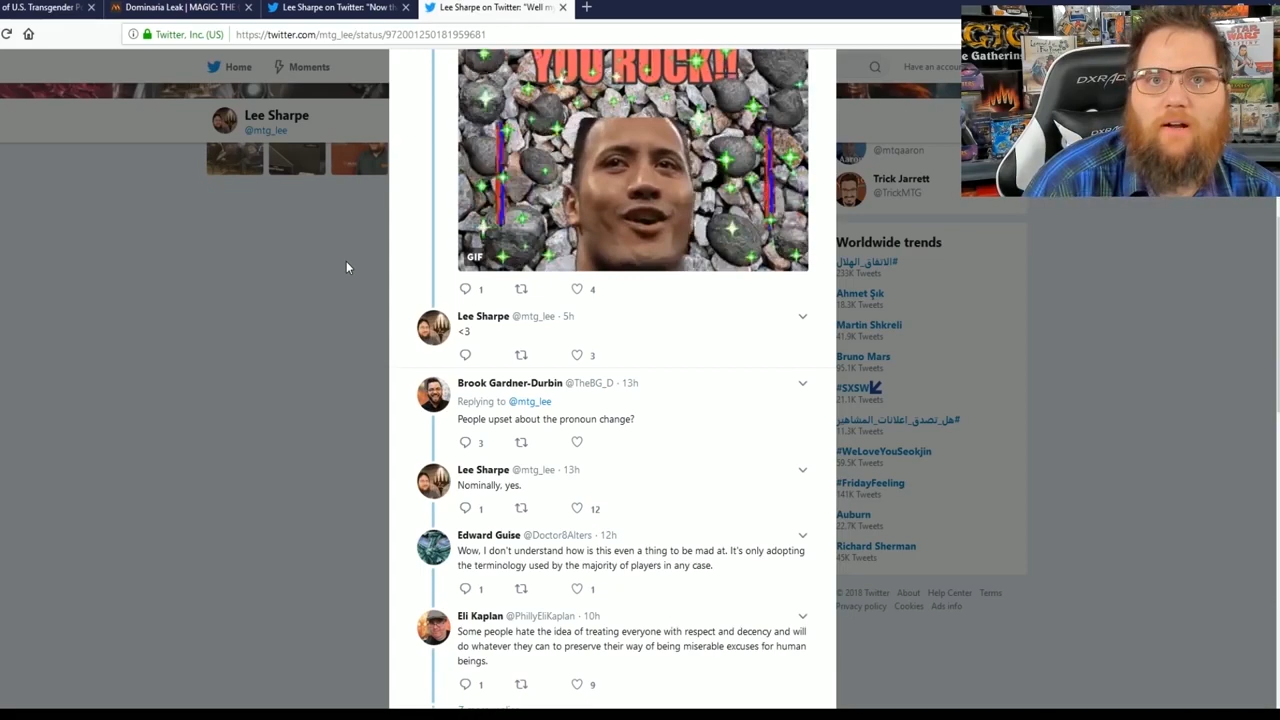 of U.S. Transgender P
Dominaria Leak | MAGIC: THE
Lee Sharpe on Twitter: "Now th
Lee Sharpe on Twitter: "Well m
Twitter, Inc. (US)
https://twitter.com/mtg_lee/status/972001250181959681
Home
Moments
Have an accou
Lee Sharpe
@mtg_lee
YOU ROCK!!
GIF
1
4
Lee Sharpe @mtg_lee · 5h
<3
3
Brook Gardner-Durbin @TheBG_D · 13h
Replying to @mtg_lee
People upset about the pronoun change?
3
Lee Sharpe @mtg_lee · 13h
Nominally, yes.
1
12
Edward Guise @Doctor8Alters · 12h
Wow, I don't understand how is this even a thing to be mad at. It's only adopting
the terminology used by the majority of players in any case.
1
1
Eli Kaplan @PhillyEliKaplan · 10h
Some people hate the idea of treating everyone with respect and decency and will
do whatever they can to preserve their way of being miserable excuses for human
beings.
1
9
Aaron
@mtgaaron
Trick Jarrett
@TrickMTG
Worldwide trends
#الاتفاق_الهلال
233K Tweets
Ahmet Şık
18.3K Tweets
Martin Shkreli
41.9K Tweets
Bruno Mars
95.1K Tweets
#SXSW
21.1K Tweets
#هل_تصدق_اعلانات_المشاهير
11.3K Tweets
#WeLoveYouSeokjin
59.5K Tweets
#FridayFeeling
141K Tweets
Auburn
22.7K Tweets
Richard Sherman
45K Tweets
© 2018 Twitter About Help Center Terms
Privacy policy Cookies Ads info
e Gatherin
DXRAC
STAR
WARS